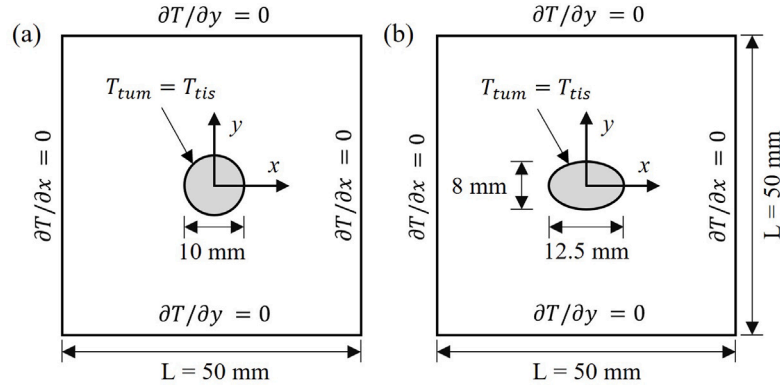 (a)
∂T/∂y = 0
T_tum = T_tis
y
x
∂T/∂x = 0
∂T/∂x = 0
10 mm
∂T/∂y = 0
L = 50 mm
(b)
∂T/∂y = 0
T_tum = T_tis
y
x
∂T/∂x = 0
∂T/∂x = 0
8 mm
12.5 mm
∂T/∂y = 0
L = 50 mm
L = 50 mm